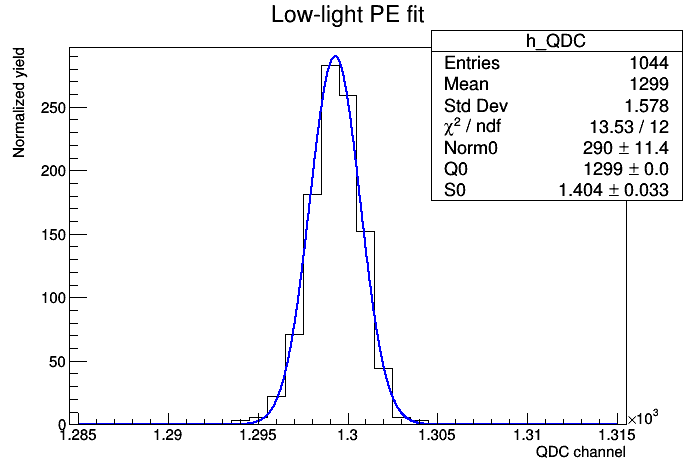 Low-light PE fit
h_QDC
Entries 1044
Mean 1299
Std Dev 1.578
χ² / ndf 13.53 / 12
Norm0 290 ± 11.4
Q0 1299 ± 0.0
S0 1.404 ± 0.033
Normalized yield
250
200
150
100
50
0
1.285 1.29 1.295 1.3 1.305 1.31 1.315
×10³
QDC channel